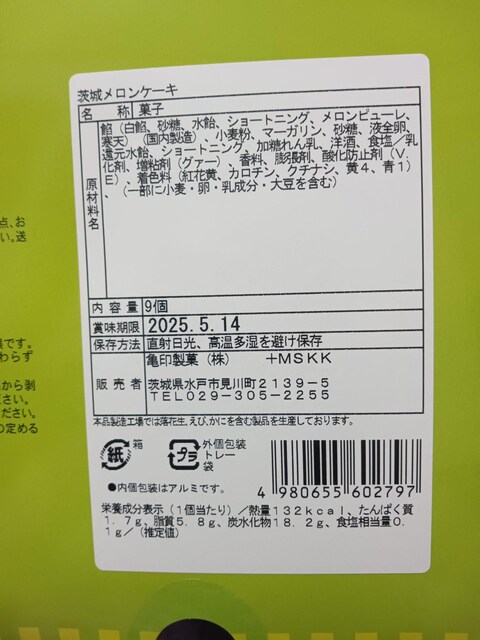 茨城メロンケーキ
名 称 菓子
原材料名
餡（白餡、砂糖、水飴、ショートニング、メロンピューレ、
寒天）（国内製造）、小麦粉、マーガリン、砂糖、液全卵、
還元水飴、ショートニング、加糖れん乳、洋酒、食塩／乳
化剤、増粘剤（グァー）、香料、膨張剤、酸化防止剤（Ｖ．
Ｅ）、着色料（紅花黄、カロチン、クチナシ、黄４、青１）
、（一部に小麦・卵・乳成分・大豆を含む）
内 容 量 9個
賞味期限 2025.5.14
保存方法 直射日光、高温多湿を避け保存
販 売 者 亀印製菓（株） ＋MSKK
茨城県水戸市見川町２１３９－５
ＴＥＬ029－305－2255
本品製造工場では落花生、えび、かにを含む製品を生産しております。
紙 箱
プラ 外個包装
トレー
袋
●内個包装はアルミです。
4 980655 602797
栄養成分表示（１個当たり）／熱量132kcal、たんぱく質
1．7g、脂質5．8g、炭水化物18．2g、食塩相当量0．
1g／（推定値）
点、お
い。送
です。
わらず
から剥
ださい。
ださい。
の定める